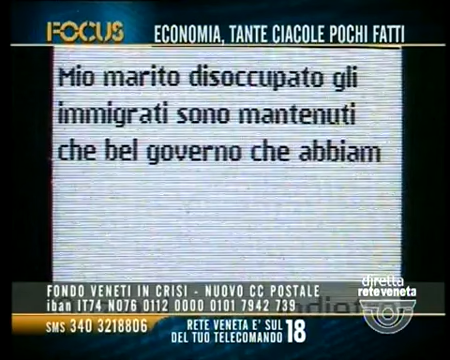 FOCUS
ECONOMIA, TANTE CIACOLE POCHI FATTI
Mio marito disoccupato gli
immigrati sono mantenuti
che bel governo che abbiam
FONDO VENETI IN CRISI - NUOVO CC POSTALE
iban IT74 N076 0112 0000 0101 7942 739
diretta
reteveneta
SMS 340 3218806
RETE VENETA E' SUL
DEL TUO TELECOMANDO 18